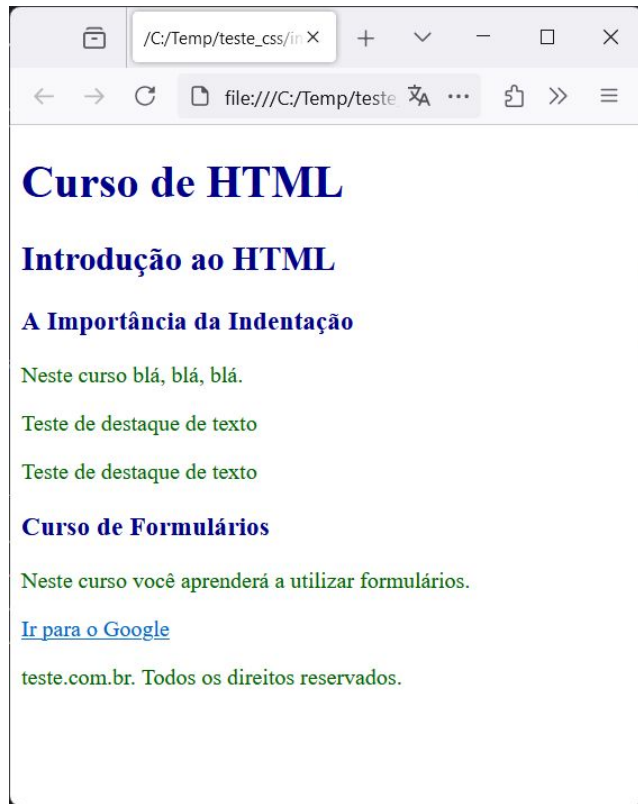 /C:/Temp/teste_css/in
file:///C:/Temp/teste
Curso de HTML
Introdução ao HTML
A Importância da Indentação
Neste curso blá, blá, blá.
Teste de destaque de texto
Teste de destaque de texto
Curso de Formulários
Neste curso você aprenderá a utilizar formulários.
Ir para o Google
teste.com.br. Todos os direitos reservados.